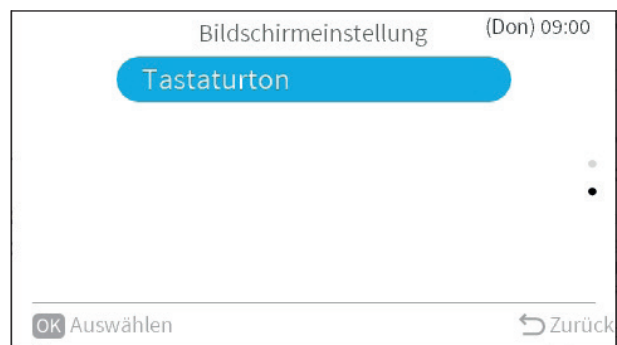 Bildschirmeinstellung
(Don) 09:00
Tastaturton
OK Auswählen
Zurück